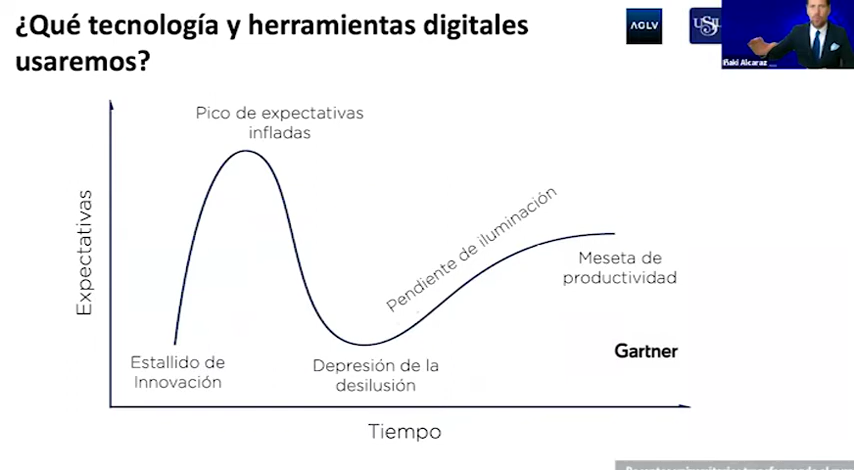 ¿Qué tecnología y herramientas digitales
usaremos?
AGLV
USIL
Iñaki Alcaraz
Pico de expectativas
infladas
Expectativas
Pendiente de iluminación
Meseta de
productividad
Gartner
Estallido de
Innovación
Depresión de la
desilusión
Tiempo